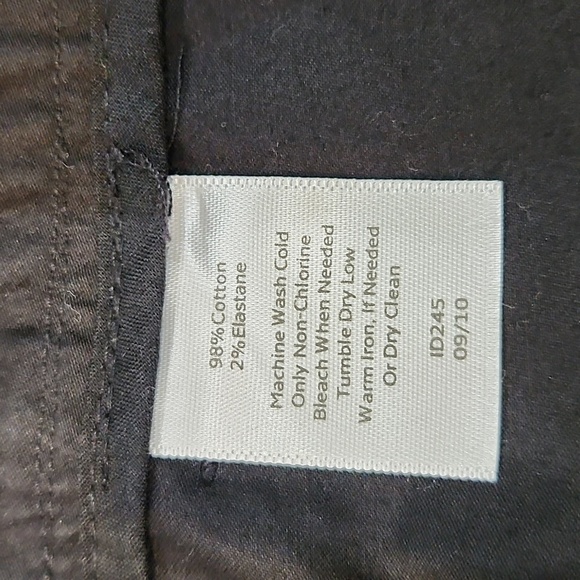 98%Cotton
2%Elastane
Machine Wash Cold
Only Non-Chlorine
Bleach When Needed
Tumble Dry Low
Warm Iron. If Needed
Or Dry Clean
ID245
09/10